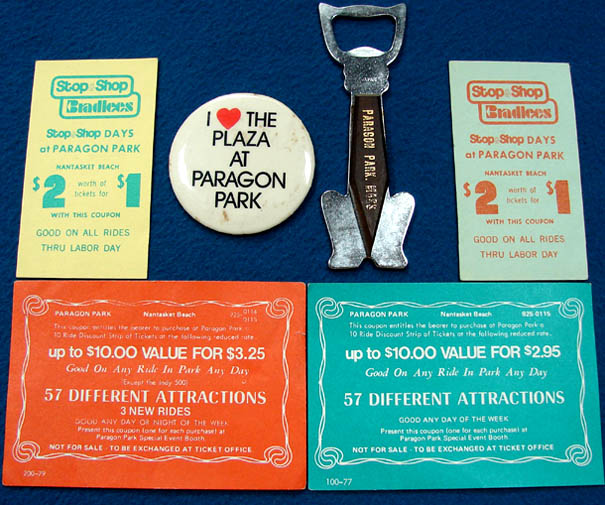 Stop & Shop
Bradlees
Stop & Shop DAYS
at PARAGON PARK
NANTASKET BEACH
$2 worth of tickets for $1
WITH THIS COUPON
GOOD ON ALL RIDES
THRU LABOR DAY
I ❤ THE
PLAZA
AT
PARAGON
PARK
PARAGON PARK, MASS
Stop & Shop
Bradlees
Stop & Shop DAYS
at PARAGON PARK
NANTASKET BEACH
$2 worth of tickets for $1
WITH THIS COUPON
GOOD ON ALL RIDES
THRU LABOR DAY
PARAGON PARK Nantasket Beach 925-0114
0115
This coupon entitles the bearer to purchase at Paragon Park a
10 Ride Discount Strip of Tickets at the following reduced rate.
up to $10.00 VALUE FOR $3.25
Good On Any Ride In Park Any Day
(Except the Indy 500)
57 DIFFERENT ATTRACTIONS
3 NEW RIDES
GOOD ANY DAY OR NIGHT OF THE WEEK
Present this coupon (one for each purchase) at
Paragon Park Special Event Booth.
NOT FOR SALE - TO BE EXCHANGED AT TICKET OFFICE
200-79
PARAGON PARK Nantasket Beach 925-0115
This coupon entitles the bearer to purchase at Paragon Park a
10 Ride Discount Strip of Tickets at the following reduced rate.
up to $10.00 VALUE FOR $2.95
Good On Any Ride In Park Any Day
57 DIFFERENT ATTRACTIONS
GOOD ANY DAY OF THE WEEK
Present this coupon (one for each purchase) at
Paragon Park Special Event Booth.
NOT FOR SALE - TO BE EXCHANGED AT TICKET OFFICE
100-77